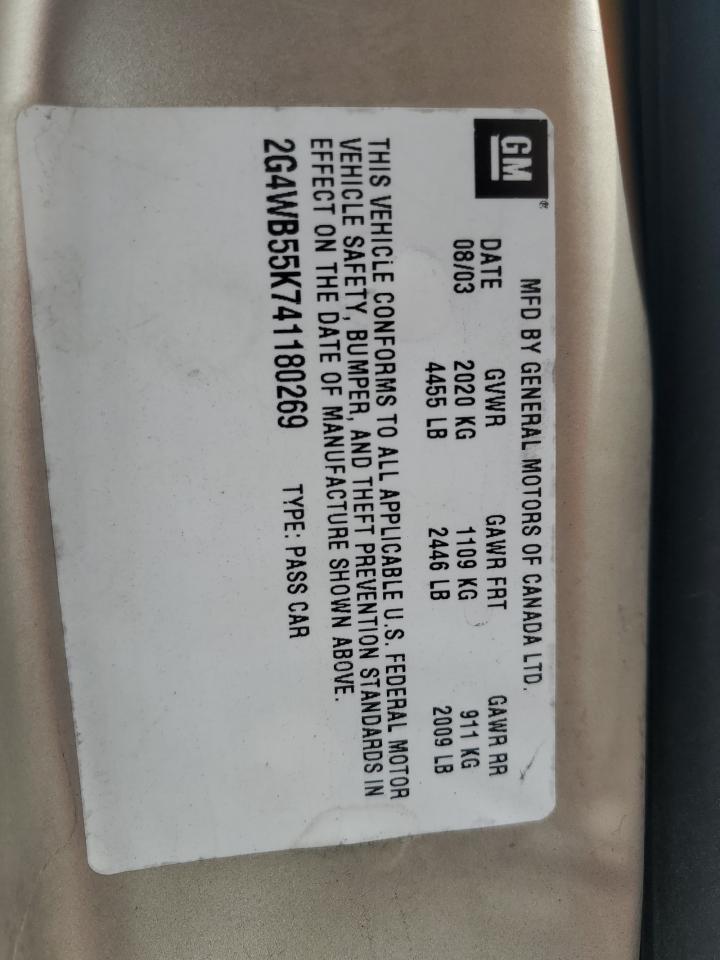 GM®
MFD BY GENERAL MOTORS OF CANADA LTD.
DATE GVWR GAWR FRT GAWR RR
08/03 2020 KG 1109 KG 911 KG
4455 LB 2446 LB 2009 LB
THIS VEHICLE CONFORMS TO ALL APPLICABLE U.S. FEDERAL MOTOR
VEHICLE SAFETY, BUMPER, AND THEFT PREVENTION STANDARDS IN
EFFECT ON THE DATE OF MANUFACTURE SHOWN ABOVE.
2G4WB55K741180269 TYPE: PASS CAR